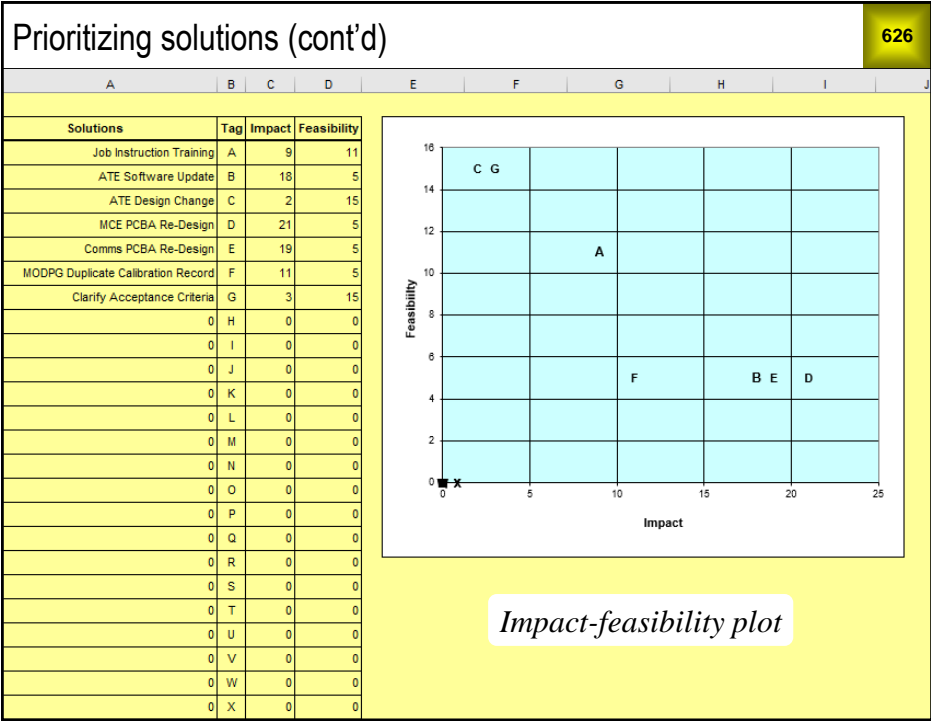 Prioritizing solutions (cont'd)
626
A B C D E F G H I J
Solutions Tag Impact Feasibility
Job Instruction Training A 9 11
ATE Software Update B 18 5
ATE Design Change C 2 15
MCE PCBA Re-Design D 21 5
Comms PCBA Re-Design E 19 5
MODPG Duplicate Calibration Record F 11 5
Clarify Acceptance Criteria G 3 15
0 H 0 0
0 I 0 0
0 J 0 0
0 K 0 0
0 L 0 0
0 M 0 0
0 N 0 0
0 O 0 0
0 P 0 0
0 Q 0 0
0 R 0 0
0 S 0 0
0 T 0 0
0 U 0 0
0 V 0 0
0 W 0 0
0 X 0 0
Feasibility
16
14
12
10
8
6
4
2
0
C G
A
F B E D
X
0 5 10 15 20 25
Impact
Impact-feasibility plot